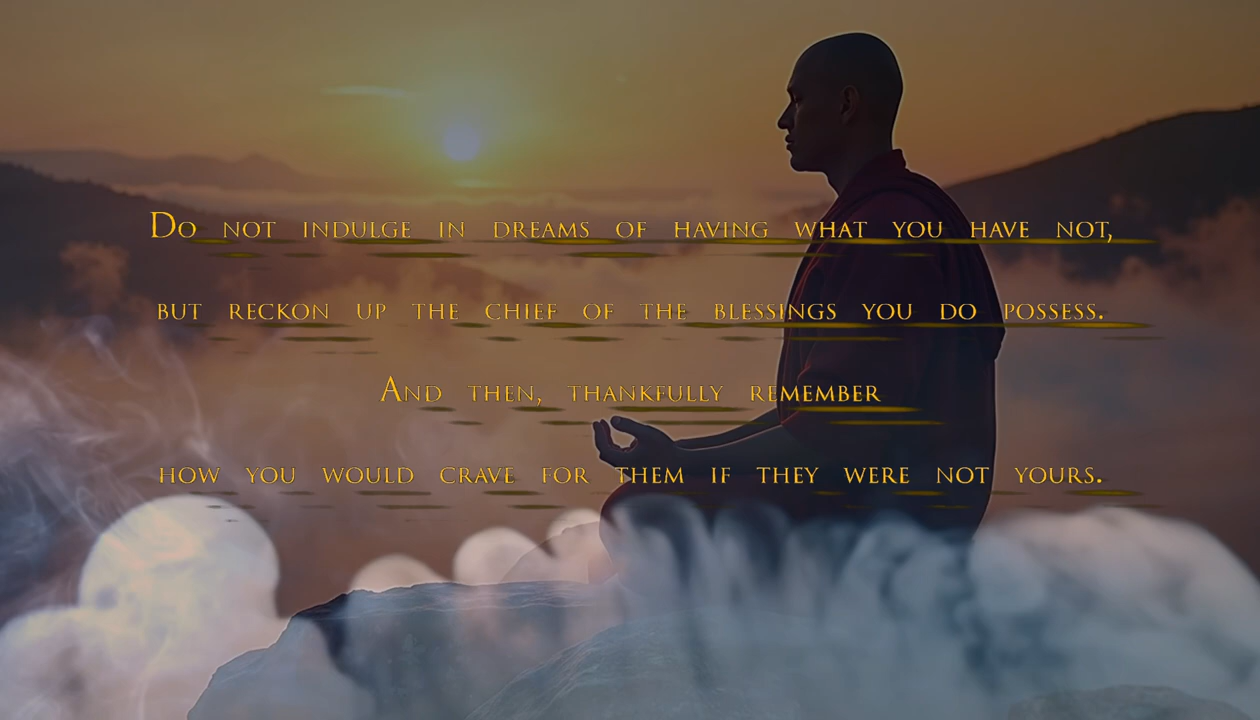 Do not indulge in dreams of having what you have not,
but reckon up the chief of the blessings you do possess.
And then, thankfully remember
how you would crave for them if they were not yours.